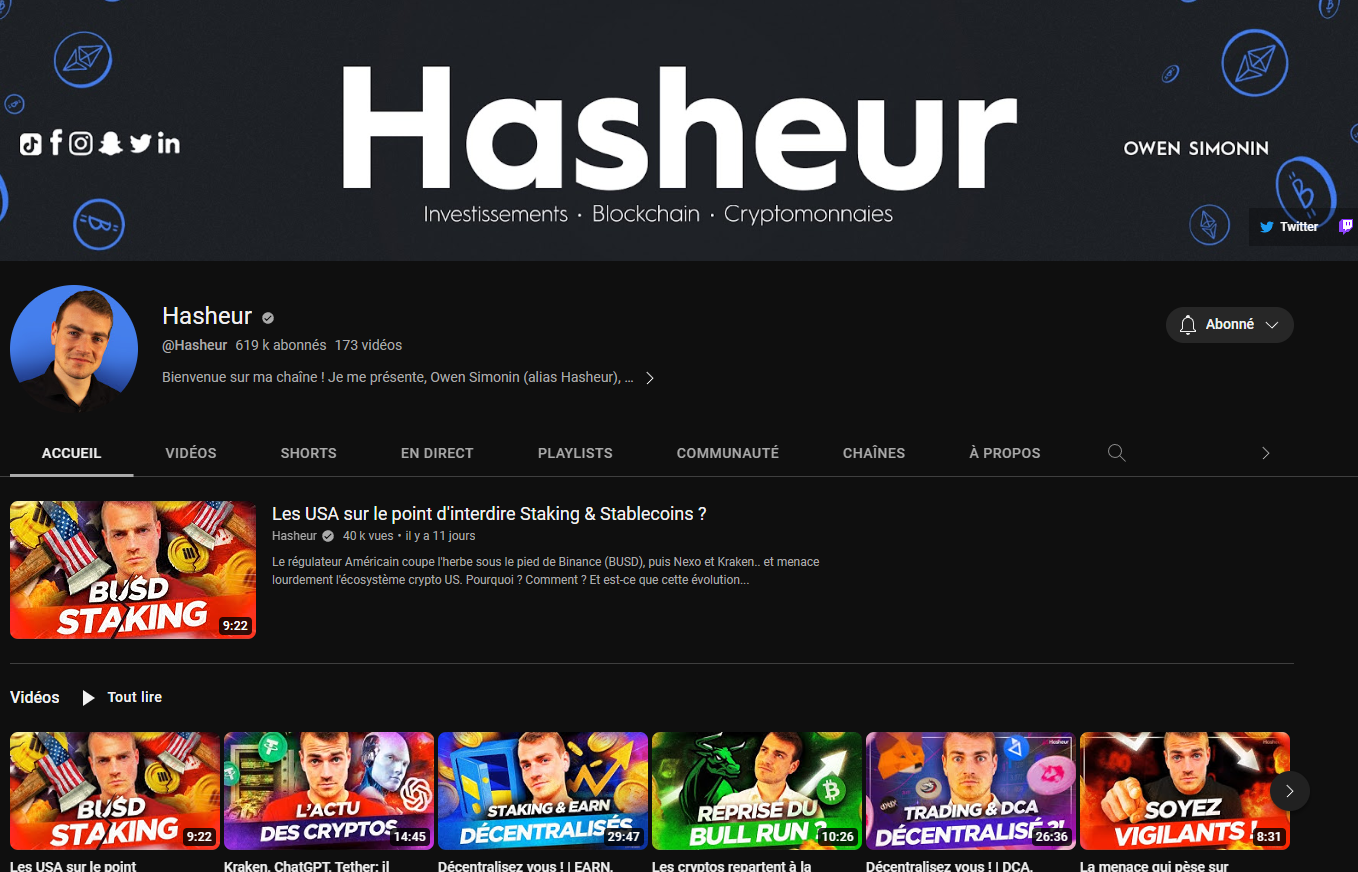 Hasheur
OWEN SIMONIN
Investissements · Blockchain · Cryptomonnaies
Twitter
Hasheur
@Hasheur 619 k abonnés 173 vidéos
Abonné
Bienvenue sur ma chaîne ! Je me présente, Owen Simonin (alias Hasheur), ...
ACCUEIL VIDÉOS SHORTS EN DIRECT PLAYLISTS COMMUNAUTÉ CHAÎNES À PROPOS
BUSD
STAKING
9:22
Les USA sur le point d'interdire Staking & Stablecoins ?
Hasheur 40 k vues • il y a 11 jours
Le régulateur Américain coupe l'herbe sous le pied de Binance (BUSD), puis Nexo et Kraken.. et menace
lourdement l'écosystème crypto US. Pourquoi ? Comment ? Et est-ce que cette évolution...
Vidéos Tout lire
BUSD
STAKING
9:22
L'ACTU
DES CRYPTOS
14:45
STAKING & EARN
DÉCENTRALISÉS
29:47
REPRISE DU
BULL RUN ?
10:26
Hasheur
TRADING & DCA
DÉCENTRALISÉ ?!
26:36
SOYEZ
VIGILANTS !
8:31
Les USA sur le point
Kraken, ChatGPT, Tether: il
Décentralisez vous ! | EARN,
Les cryptos repartent à la
Décentralisez vous ! | DCA,
La menace qui pèse sur